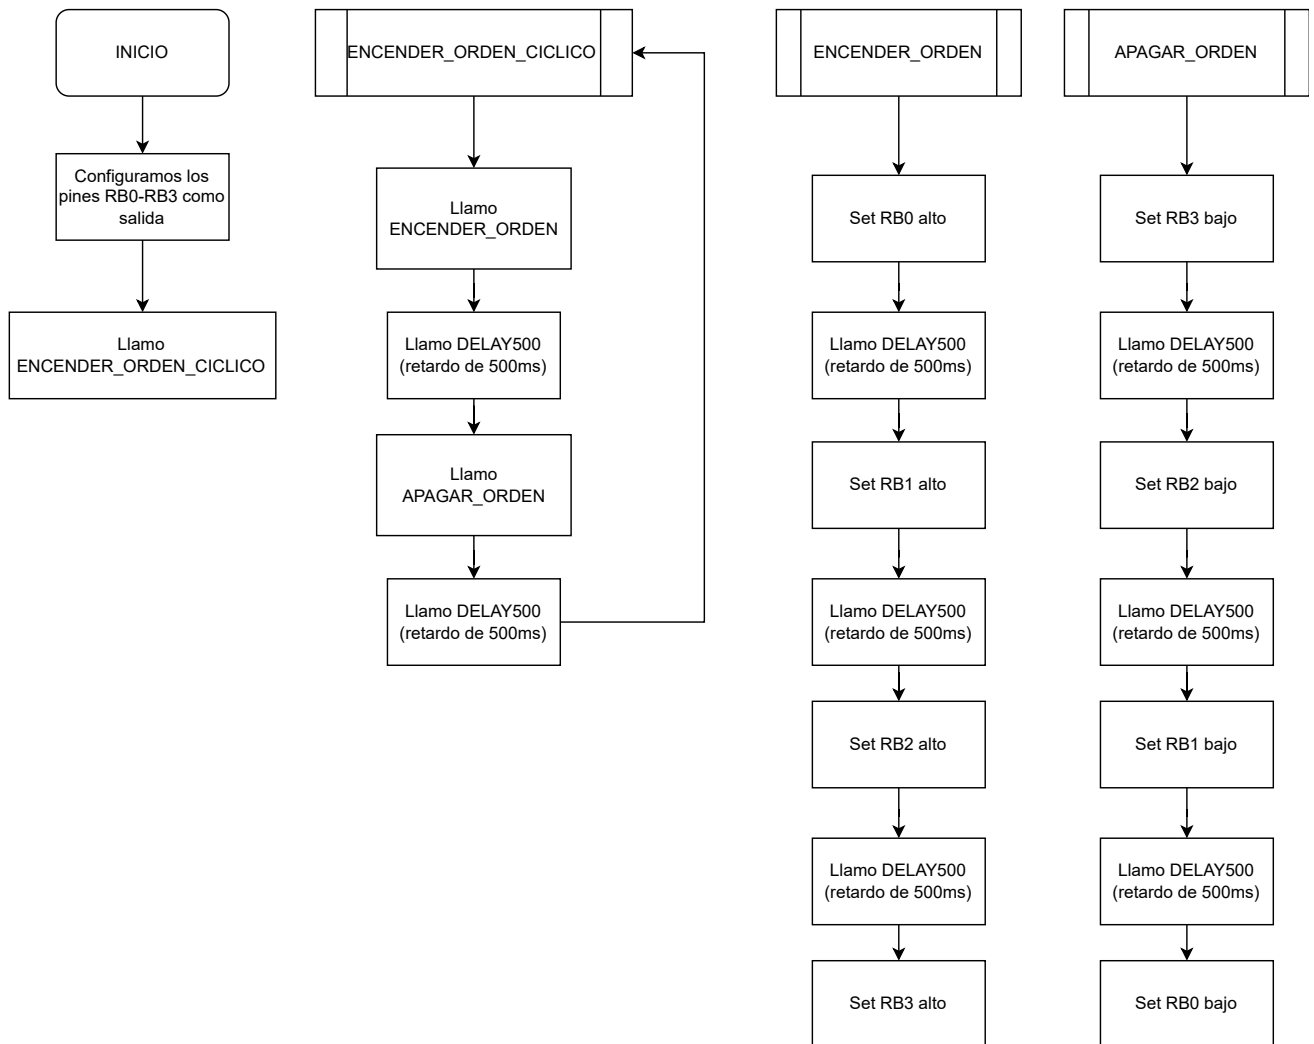 INICIO
Configuramos los
pines RB0-RB3 como
salida
Llamo
ENCENDER_ORDEN_CICLICO
ENCENDER_ORDEN_CICLICO
Llamo
ENCENDER_ORDEN
Llamo DELAY500
(retardo de 500ms)
Llamo
APAGAR_ORDEN
Llamo DELAY500
(retardo de 500ms)
ENCENDER_ORDEN
Set RB0 alto
Llamo DELAY500
(retardo de 500ms)
Set RB1 alto
Llamo DELAY500
(retardo de 500ms)
Set RB2 alto
Llamo DELAY500
(retardo de 500ms)
Set RB3 alto
APAGAR_ORDEN
Set RB3 bajo
Llamo DELAY500
(retardo de 500ms)
Set RB2 bajo
Llamo DELAY500
(retardo de 500ms)
Set RB1 bajo
Llamo DELAY500
(retardo de 500ms)
Set RB0 bajo